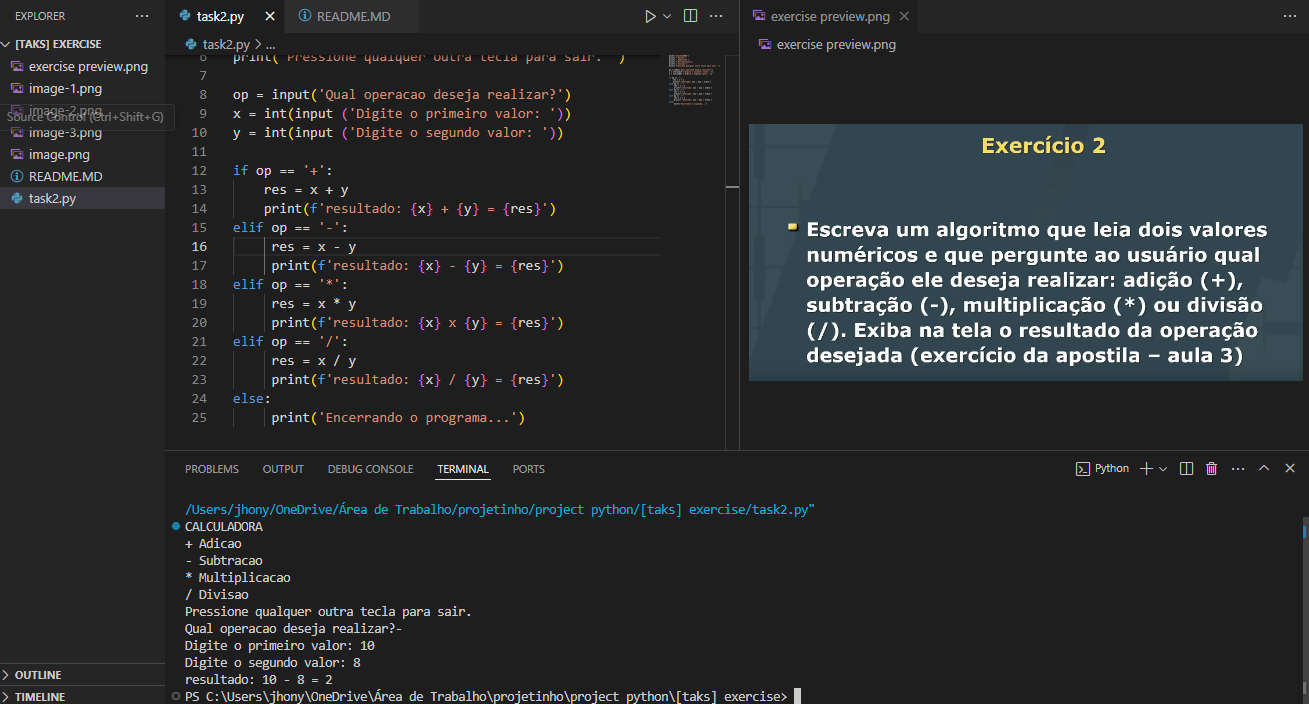 EXPLORER
[TAKS] EXERCISE
exercise preview.png
image-1.png
image-2.png
Source Control (Ctrl+Shift+G)
image-3.png
image.png
README.MD
task2.py
OUTLINE
TIMELINE
task2.py
README.MD
task2.py > ...
6 print('Pressione qualquer outra tecla para sair. ')
7
8 op = input('Qual operacao deseja realizar?')
9 x = int(input ('Digite o primeiro valor: '))
10 y = int(input ('Digite o segundo valor: '))
11
12 if op == '+':
13 res = x + y
14 print(f'resultado: {x} + {y} = {res}')
15 elif op == '-':
16 res = x - y
17 print(f'resultado: {x} - {y} = {res}')
18 elif op == '*':
19 res = x * y
20 print(f'resultado: {x} x {y} = {res}')
21 elif op == '/':
22 res = x / y
23 print(f'resultado: {x} / {y} = {res}')
24 else:
25 print('Encerrando o programa...')
exercise preview.png
exercise preview.png
Exercício 2
Escreva um algoritmo que leia dois valores
numéricos e que pergunte ao usuário qual
operação ele deseja realizar: adição (+),
subtração (-), multiplicação (*) ou divisão
(/). Exiba na tela o resultado da operação
desejada (exercício da apostila – aula 3)
PROBLEMS OUTPUT DEBUG CONSOLE TERMINAL PORTS
Python
/Users/jhony/OneDrive/Área de Trabalho/projetinho/project python/[taks] exercise/task2.py"
CALCULADORA
+ Adicao
- Subtracao
* Multiplicacao
/ Divisao
Pressione qualquer outra tecla para sair.
Qual operacao deseja realizar?-
Digite o primeiro valor: 10
Digite o segundo valor: 8
resultado: 10 - 8 = 2
PS C:\Users\jhony\OneDrive\Área de Trabalho\projetinho\project python\[taks] exercise>